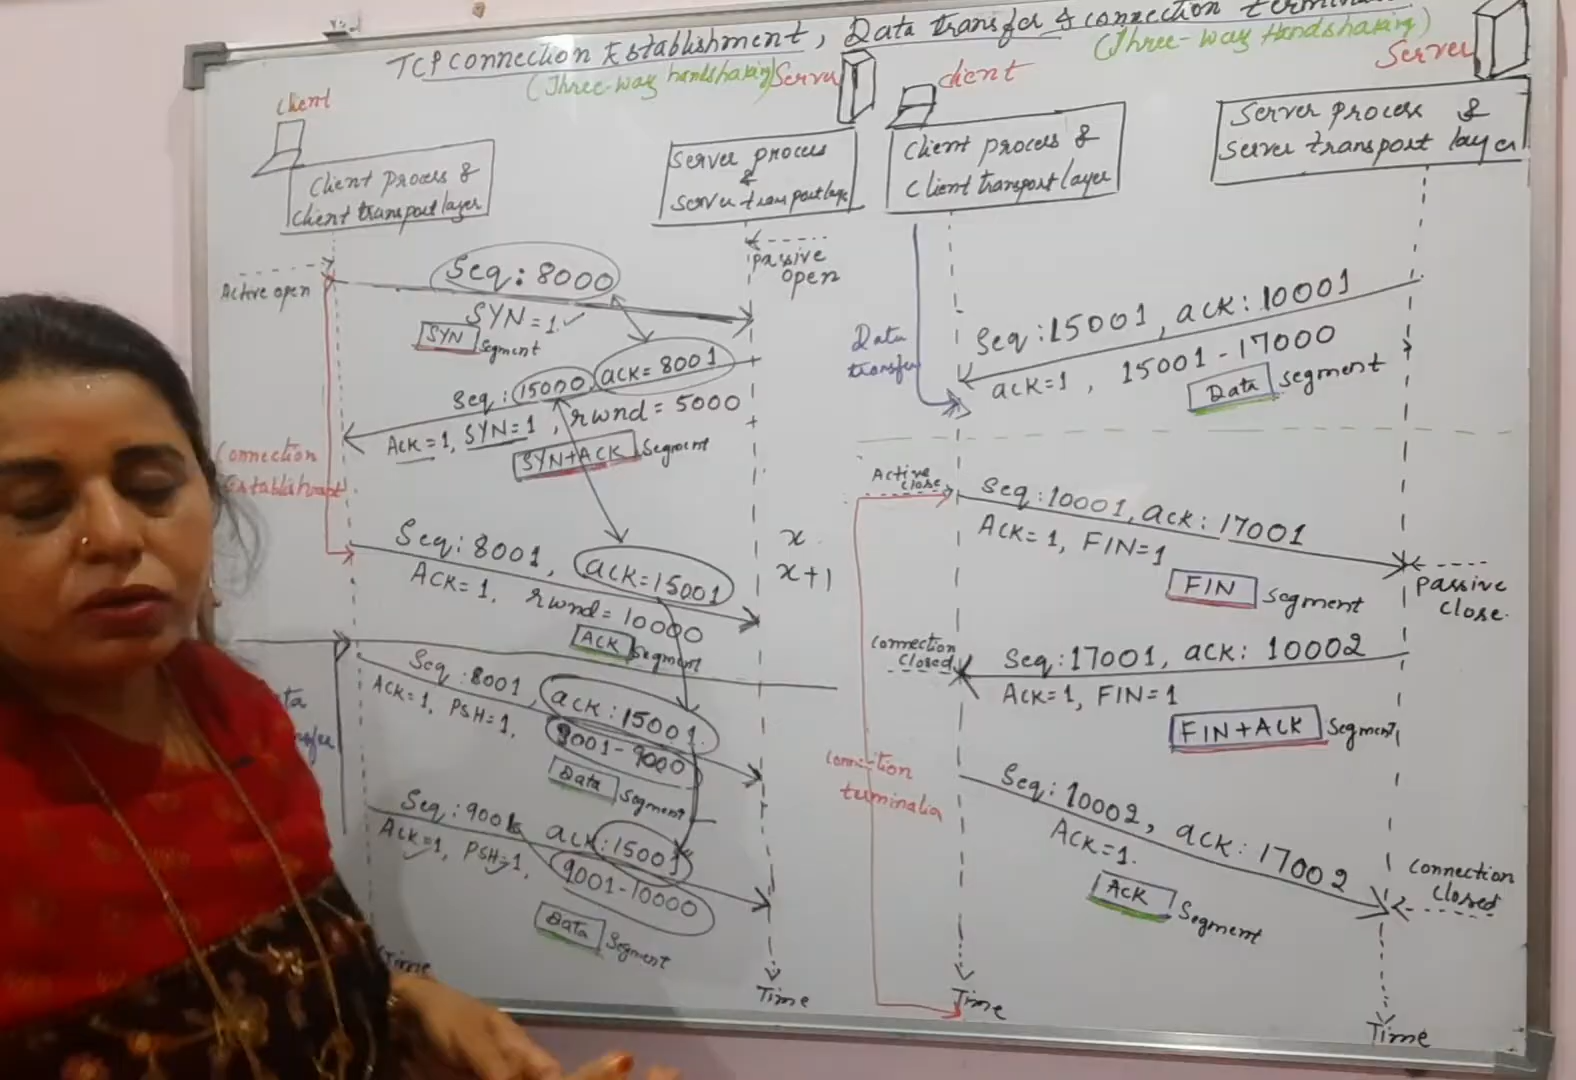 TCP Connection Establishment, Data transfer & connection
(Three-way handshaking)
(Three-way Handshaking)
client
Server
Client process &
Client transport layer
Server process
&
Server transport
Active open
passive
open
Seq: 8000
SYN=1
SYN Segment
Seq: 15000, ack= 8001
Ack=1, SYN=1, rwnd=5000
SYN+ACK Segment
Connection
Seq: 8001, ack=15001
ACK=1, rwnd=10000
ACK Segment
x
x+1
Seq: 8001, ack: 15001
ACK=1, PSH=1,
8001-9000
Data Segment
Seq: 9001 ack: 15001
ACK=1, PSH=1,
9001-10000
Data Segment
Time
Time
client
Server
Client process &
Client transport layer
Server process &
Server transport layer
Data
transfer
Seq: 15001, ack: 10001
ack=1, 15001-17000
Data segment
Active
close
Seq: 10001, ack: 17001
Ack=1, FIN=1
FIN Segment
passive
close.
connection
closed
Seq: 17001, ack: 10002
Ack=1, FIN=1
FIN+ACK Segment
Connection
Seq: 10002, ack: 17002
Ack=1.
Ack Segment
connection
closed
Time
Time